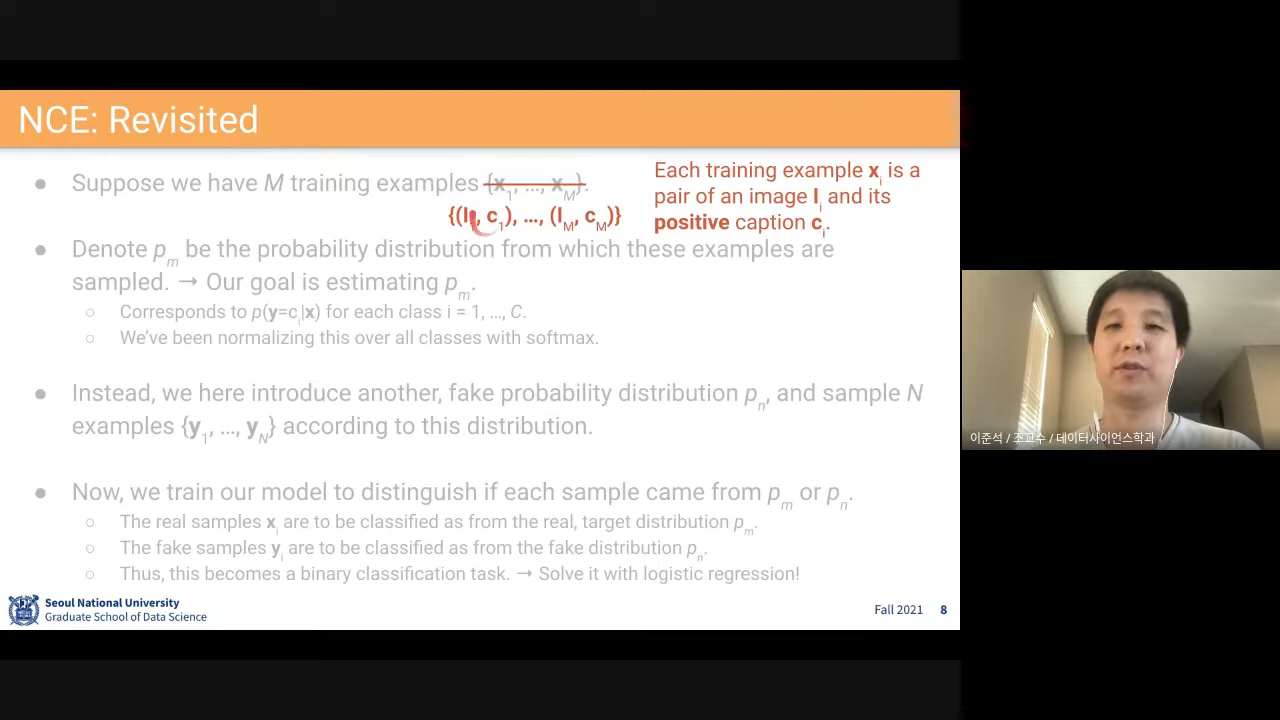 NCE: Revisited
● Suppose we have M training examples {x1, ..., xM}.
{(I1, c1), ..., (IM, cM)}
Each training example xi is a
pair of an image Ii and its
positive caption ci.
● Denote pm be the probability distribution from which these examples are
sampled. → Our goal is estimating pm.
○ Corresponds to p(y=ci|x) for each class i = 1, ..., C.
○ We've been normalizing this over all classes with softmax.
● Instead, we here introduce another, fake probability distribution pn, and sample N
examples {y1, ..., yN} according to this distribution.
● Now, we train our model to distinguish if each sample came from pm or pn.
○ The real samples xi are to be classified as from the real, target distribution pm.
○ The fake samples yi are to be classified as from the fake distribution pn.
○ Thus, this becomes a binary classification task. → Solve it with logistic regression!
Seoul National University
Graduate School of Data Science
Fall 2021 8
이준석 / 조교수 / 데이터사이언스학과